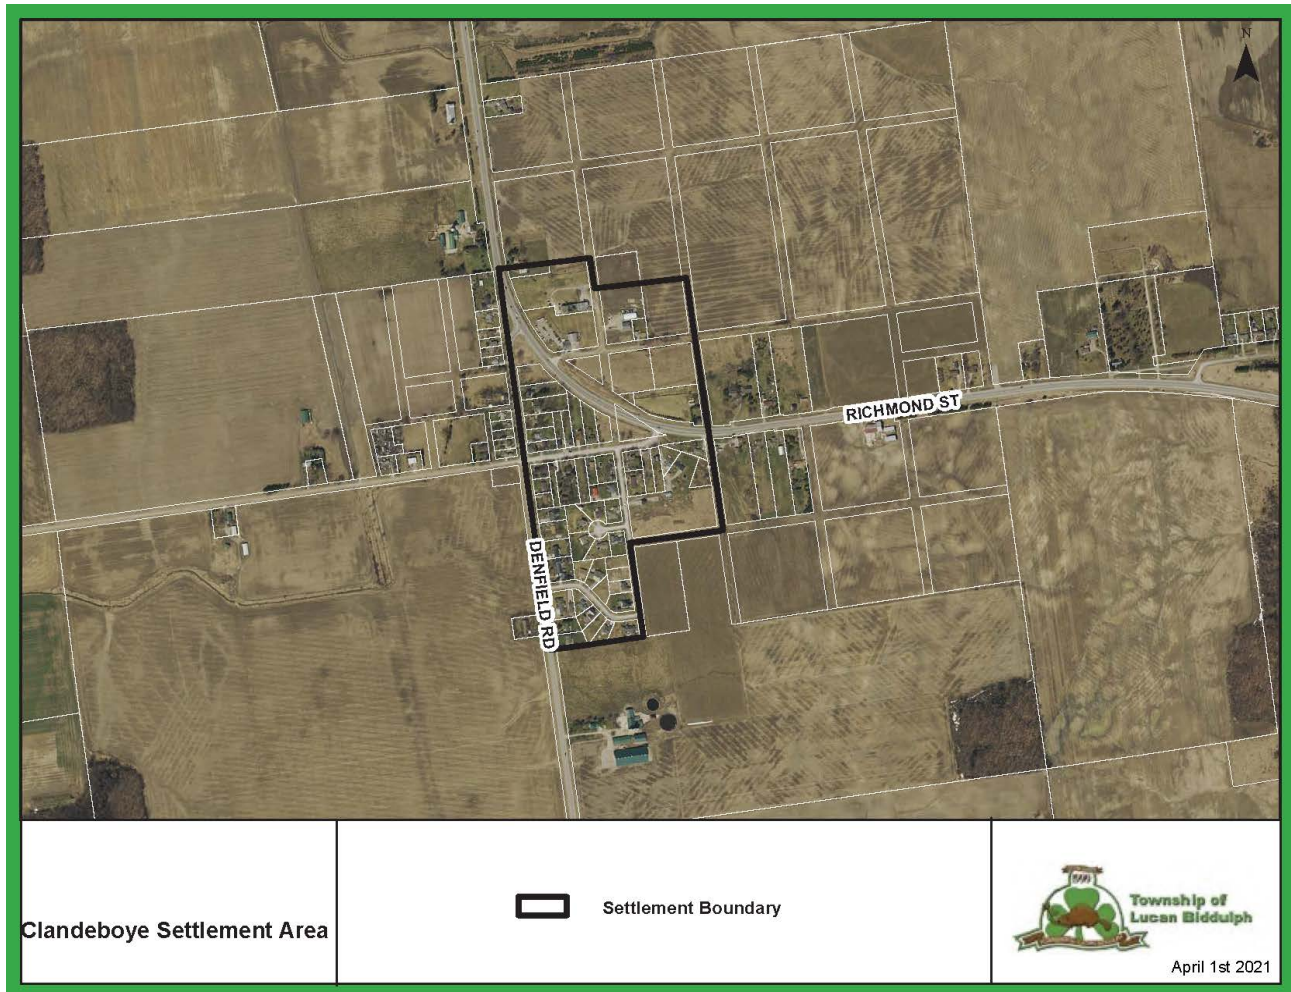 N
RICHMOND ST
DENFIELD RD
Clandeboye Settlement Area
Settlement Boundary
Township of
Lucan Biddulph
April 1st 2021